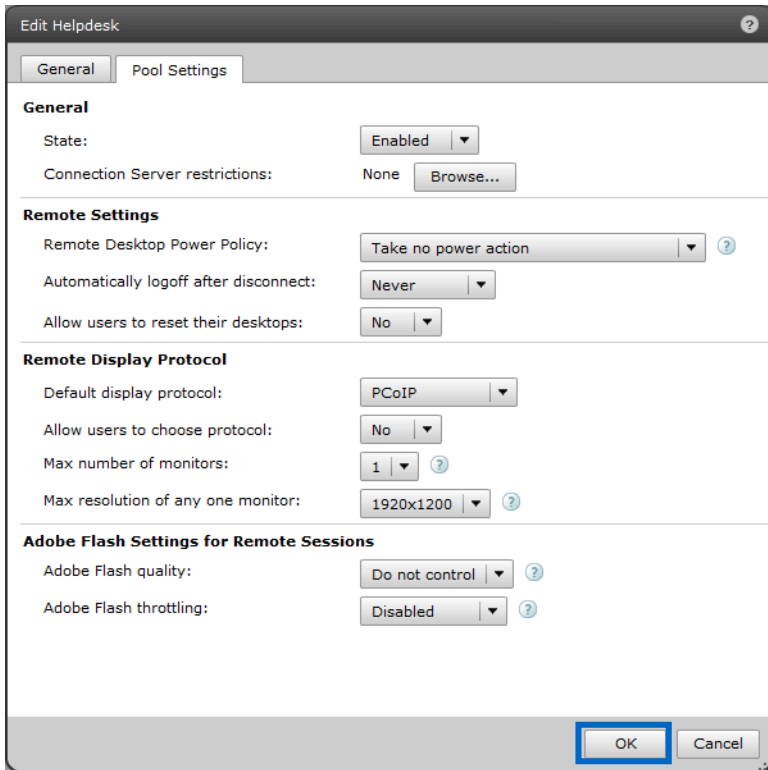 Edit Helpdesk ?
General Pool Settings
General
State: Enabled
Connection Server restrictions: None Browse...
Remote Settings
Remote Desktop Power Policy: Take no power action ?
Automatically logoff after disconnect: Never
Allow users to reset their desktops: No
Remote Display Protocol
Default display protocol: PCoIP
Allow users to choose protocol: No
Max number of monitors: 1 ?
Max resolution of any one monitor: 1920x1200 ?
Adobe Flash Settings for Remote Sessions
Adobe Flash quality: Do not control ?
Adobe Flash throttling: Disabled ?
OK Cancel